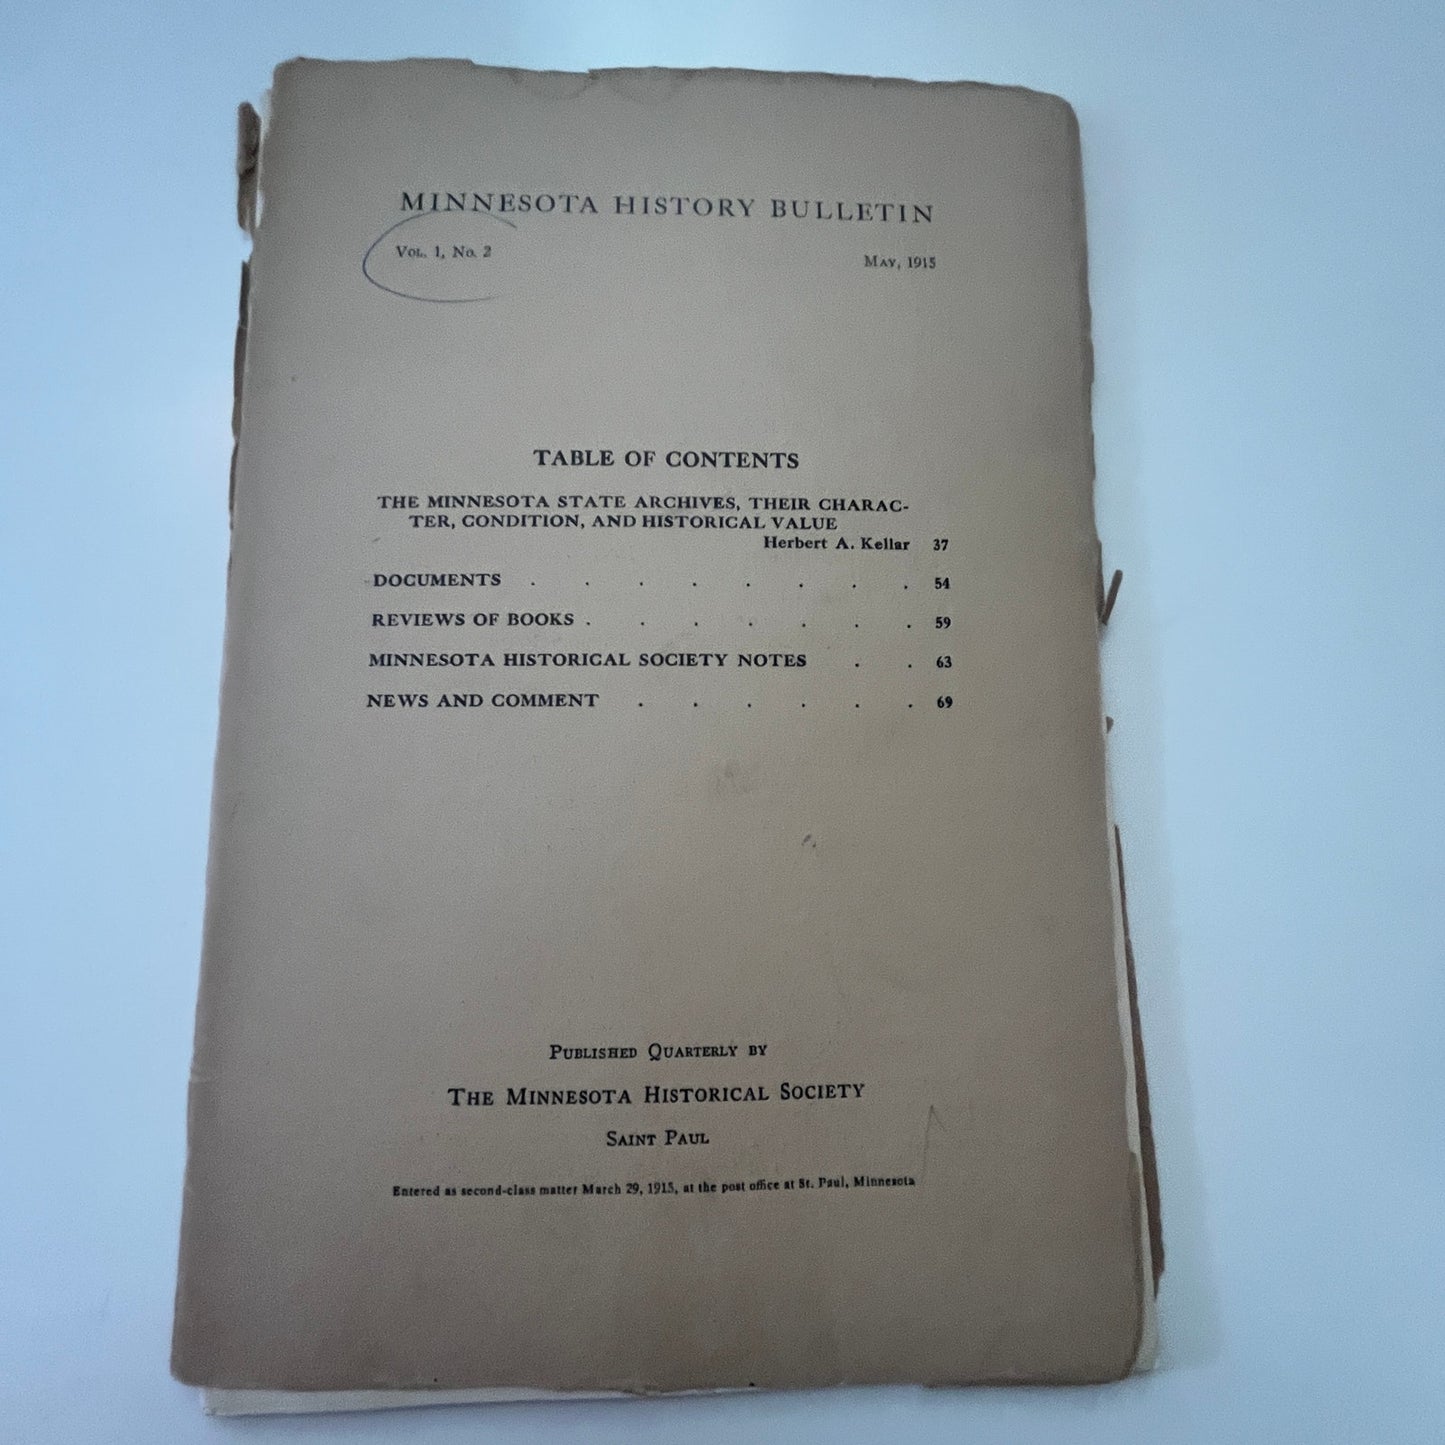 MINNESOTA HISTORY BULLETIN
VOL. 1, NO. 2 MAY, 1915
TABLE OF CONTENTS
THE MINNESOTA STATE ARCHIVES, THEIR CHARAC-
TER, CONDITION, AND HISTORICAL VALUE
Herbert A. Kellar 37
DOCUMENTS . . . . . . . . 54
REVIEWS OF BOOKS . . . . . . . 59
MINNESOTA HISTORICAL SOCIETY NOTES . . 63
NEWS AND COMMENT . . . . . . 69
PUBLISHED QUARTERLY BY
THE MINNESOTA HISTORICAL SOCIETY
SAINT PAUL
Entered as second-class matter March 29, 1915, at the post office at St. Paul, Minnesota